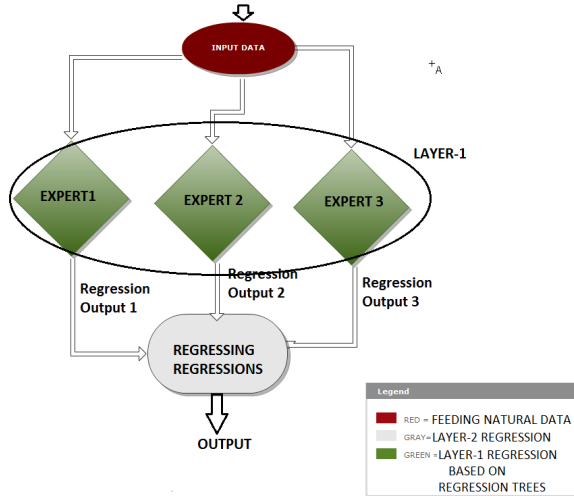 INPUT DATA
+A
LAYER-1
EXPERT1
EXPERT 2
EXPERT 3
Regression
Output 1
Regression
Output 2
Regression
Output 3
REGRESSING
REGRESSIONS
OUTPUT
Legend
RED = FEEDING NATURAL DATA
GRAY=LAYER-2 REGRESSION
GREEN =LAYER-1 REGRESSION
BASED ON
REGRESSION TREES